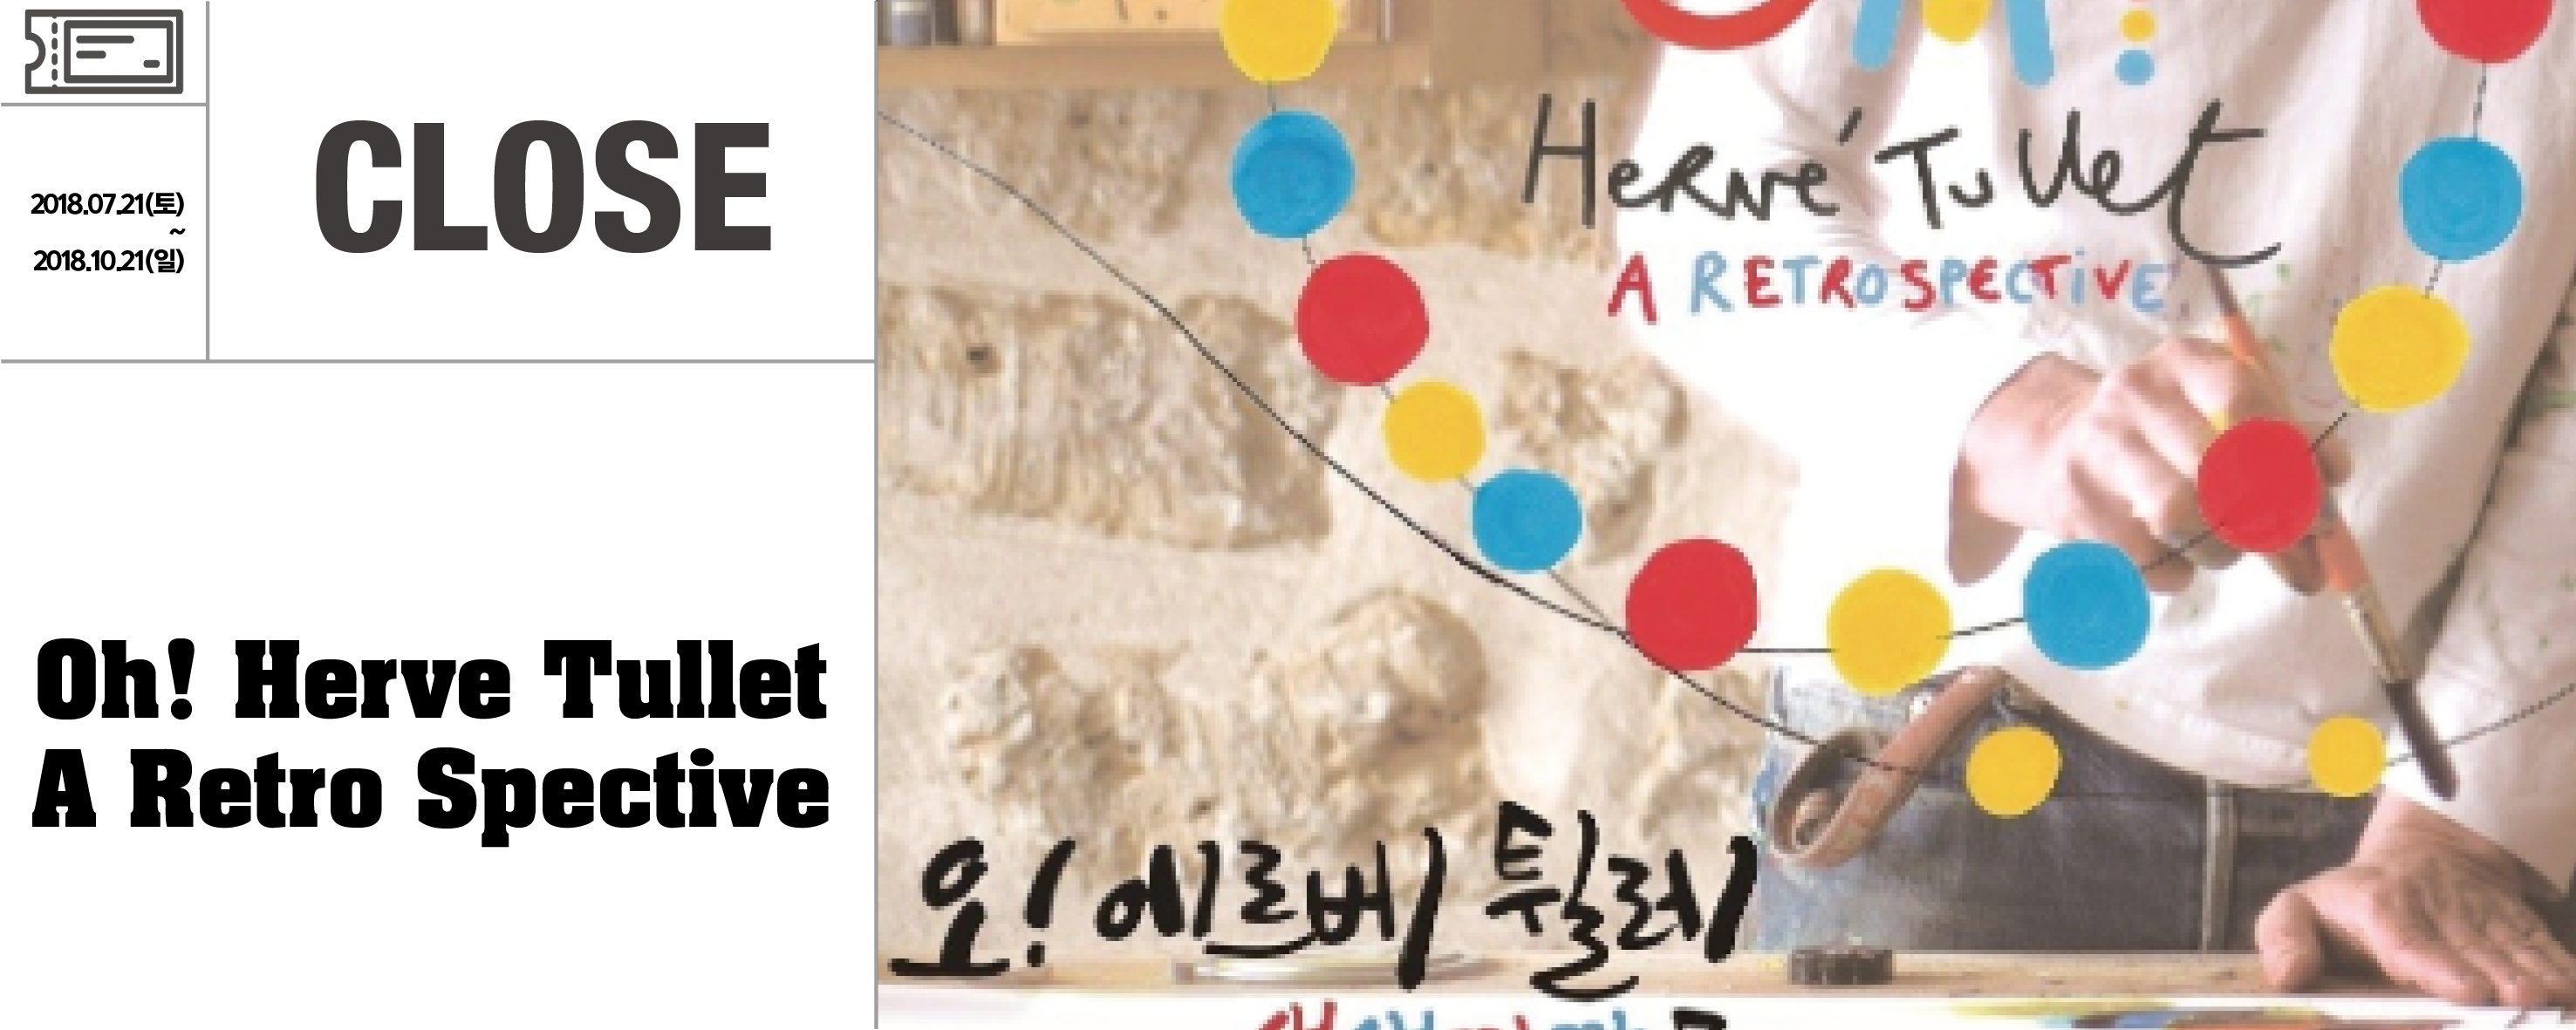 2018.07.21(토)
~
2018.10.21(일)
CLOSE
Oh! Herve Tullet
A Retro Spective
Hervé Tullet
A RETROSPECTIVE
오! 에르베 튈레